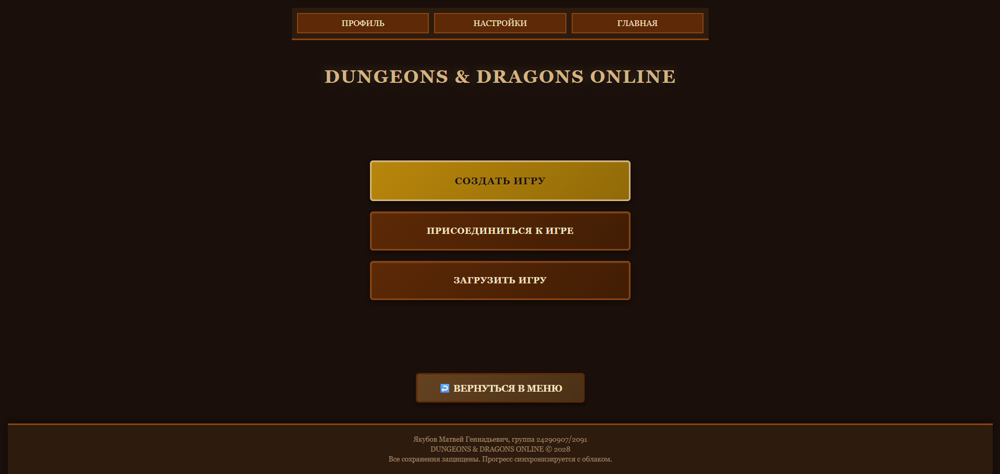 ПРОФИЛЬ
НАСТРОЙКИ
ГЛАВНАЯ
DUNGEONS & DRAGONS ONLINE
СОЗДАТЬ ИГРУ
ПРИСОЕДИНИТЬСЯ К ИГРЕ
ЗАГРУЗИТЬ ИГРУ
↩️ ВЕРНУТЬСЯ В МЕНЮ
Якубов Матвей Геннадьевич, группа 24290907/2091
DUNGEONS & DRAGONS ONLINE © 2028
Все сохранения защищены. Прогресс синхронизируется с облаком.